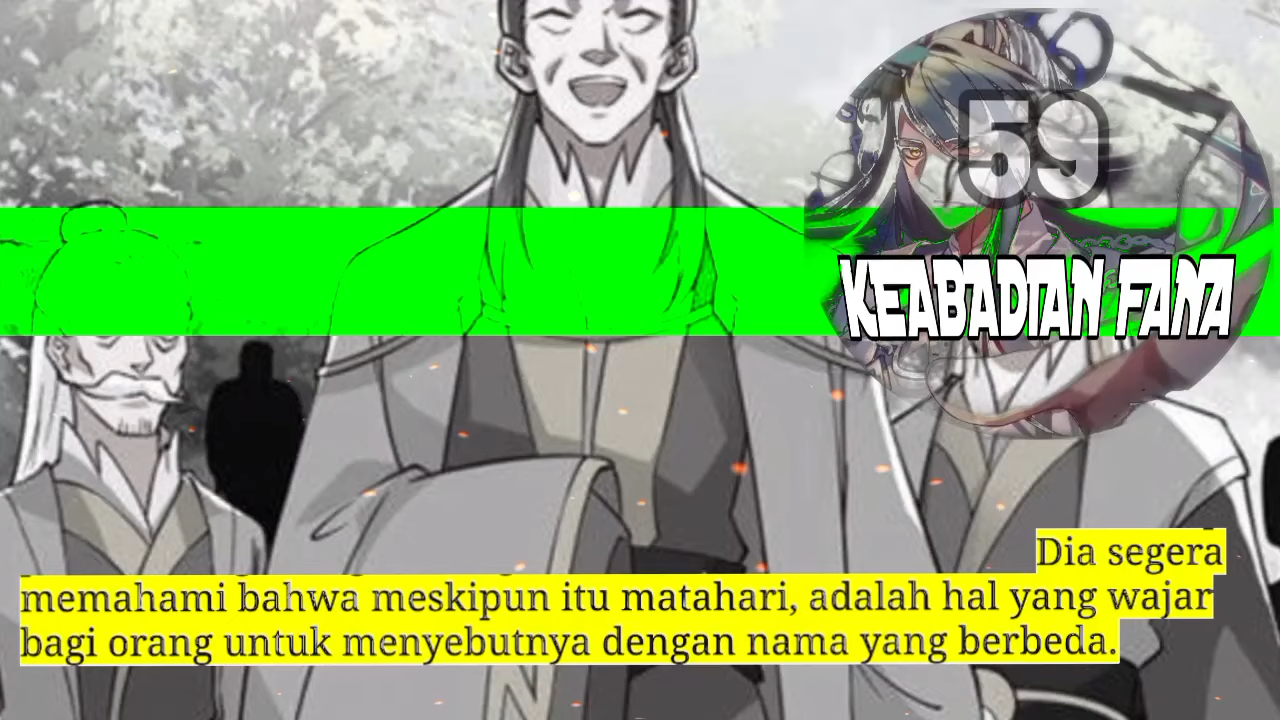 59
KEABADIAN FANA
Dia segera
memahami bahwa meskipun itu matahari, adalah hal yang wajar
bagi orang untuk menyebutnya dengan nama yang berbeda.